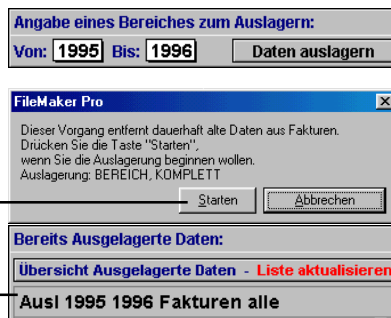 Angabe eines Bereiches zum Auslagern:
Von: 1995 Bis: 1996 Daten auslagern
FileMaker Pro
Dieser Vorgang entfernt dauerhaft alte Daten aus Fakturen.
Drücken Sie die Taste "Starten",
wenn Sie die Auslagerung beginnen wollen.
Auslagerung: BEREICH, KOMPLETT
Starten Abbrechen
Bereits Ausgelagerte Daten:
Übersicht Ausgelagerte Daten - Liste aktualisieren
Ausl 1995 1996 Fakturen alle